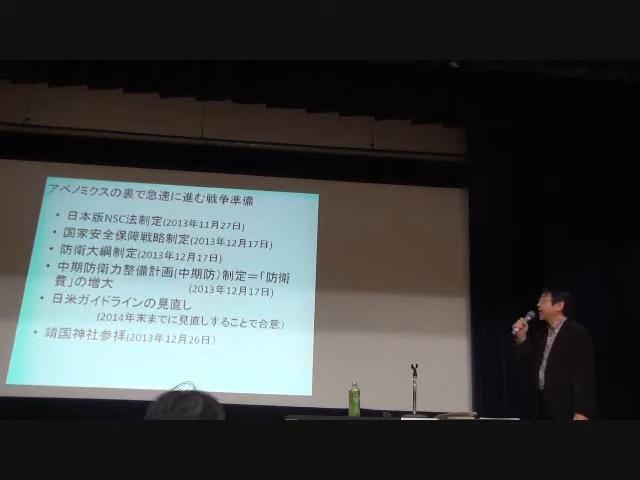 アベノミクスの裏で急速に進む戦争準備
・日本版NSC法制定(2013年11月27日)
・国家安全保障戦略制定(2013年12月17日)
・防衛大綱制定(2013年12月17日)
・中期防衛力整備計画(中期防)制定＝「防衛
費」の増大 (2013年12月17日)
・日米ガイドラインの見直し
(2014年末までに見直しすることで合意)
・靖国神社参拝(2013年12月26日)